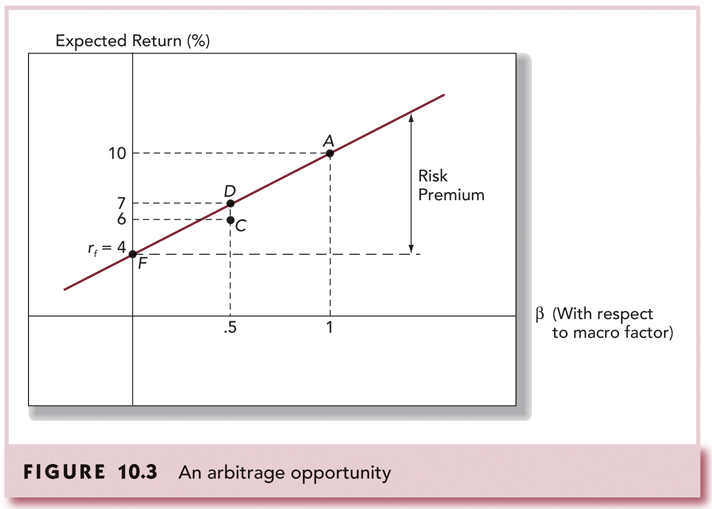 Expected Return (%)
A
10
Risk
Premium
D
7
6
C
r_f = 4
F
.5
1
β (With respect
to macro factor)
FIGURE 10.3 An arbitrage opportunity